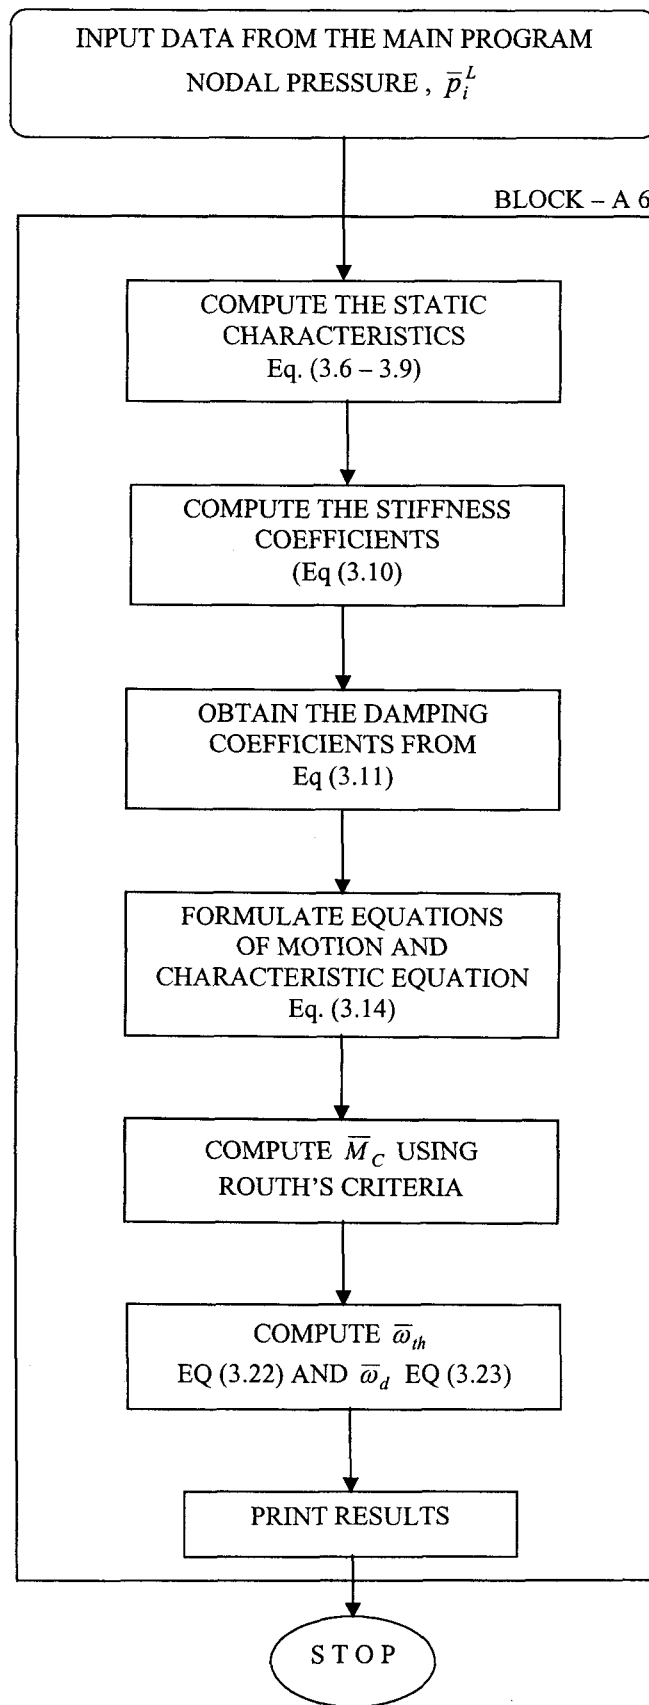 INPUT DATA FROM THE MAIN PROGRAM
NODAL PRESSURE , p̅ᵢᴸ
BLOCK – A 6
COMPUTE THE STATIC
CHARACTERISTICS
Eq. (3.6 – 3.9)
COMPUTE THE STIFFNESS
COEFFICIENTS
(Eq (3.10)
OBTAIN THE DAMPING
COEFFICIENTS FROM
Eq (3.11)
FORMULATE EQUATIONS
OF MOTION AND
CHARACTERISTIC EQUATION
Eq. (3.14)
COMPUTE M̅_C USING
ROUTH'S CRITERIA
COMPUTE ω̅_th
EQ (3.22) AND ω̅_d EQ (3.23)
PRINT RESULTS
S T O P